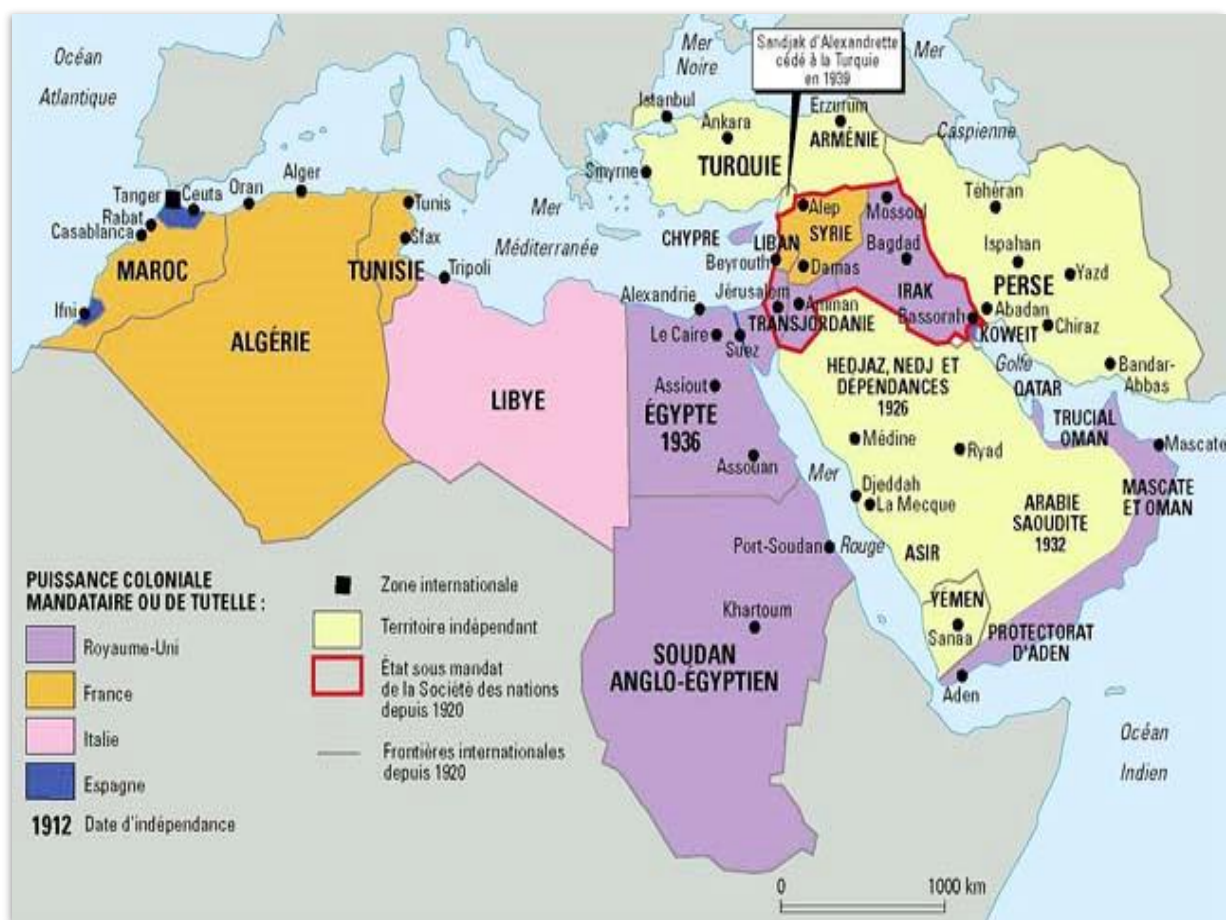 Océan
Atlantique
Mer
Noire
Sandjak d'Alexandrette
cédé à la Turquie
en 1939
Mer
Caspienne
Istanbul
Ankara
Erzurum
ARMÉNIE
TURQUIE
Smyrne
Téhéran
Tanger
Ceuta
Oran
Alger
Tunis
Rabat
Casablanca
Sfax
Mer
Méditerranée
CHYPRE
Alep
Mossoul
LIBAN
SYRIE
Bagdad
Ispahan
Beyrouth
Damas
Yazd
MAROC
TUNISIE
Tripoli
PERSE
Ifni
Alexandrie
Jérusalem
Amman
IRAK
Abadan
TRANSJORDANIE
Bassorah
Chiraz
KOWEIT
ALGÉRIE
Le Caire
Suez
Golfe
Bandar-
Abbas
HEDJAZ, NEDJ ET
DÉPENDANCES
1926
QATAR
Assiout
LIBYE
ÉGYPTE
1936
TRUCIAL
OMAN
Médine
Ryad
Mascate
Assouan
Mer
Rouge
Djeddah
La Mecque
MASCATE
ET OMAN
ARABIE
SAOUDITE
1932
Port-Soudan
ASIR
YÉMEN
Sanaa
Khartoum
PROTECTORAT
D'ADEN
SOUDAN
ANGLO-ÉGYPTIEN
Aden
Océan
Indien
PUISSANCE COLONIALE
MANDATAIRE OU DE TUTELLE :
Royaume-Uni
France
Italie
Espagne
1912 Date d'indépendance
Zone internationale
Territoire indépendant
État sous mandat
de la Société des nations
depuis 1920
Frontières internationales
depuis 1920
0 1000 km